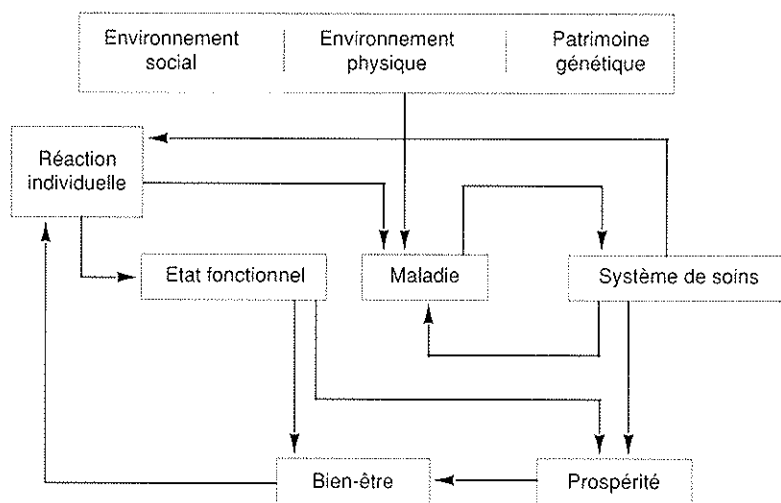 Environnement
social
Environnement
physique
Patrimoine
génétique
Réaction
individuelle
Etat fonctionnel
Maladie
Système de soins
Bien-être
Prospérité